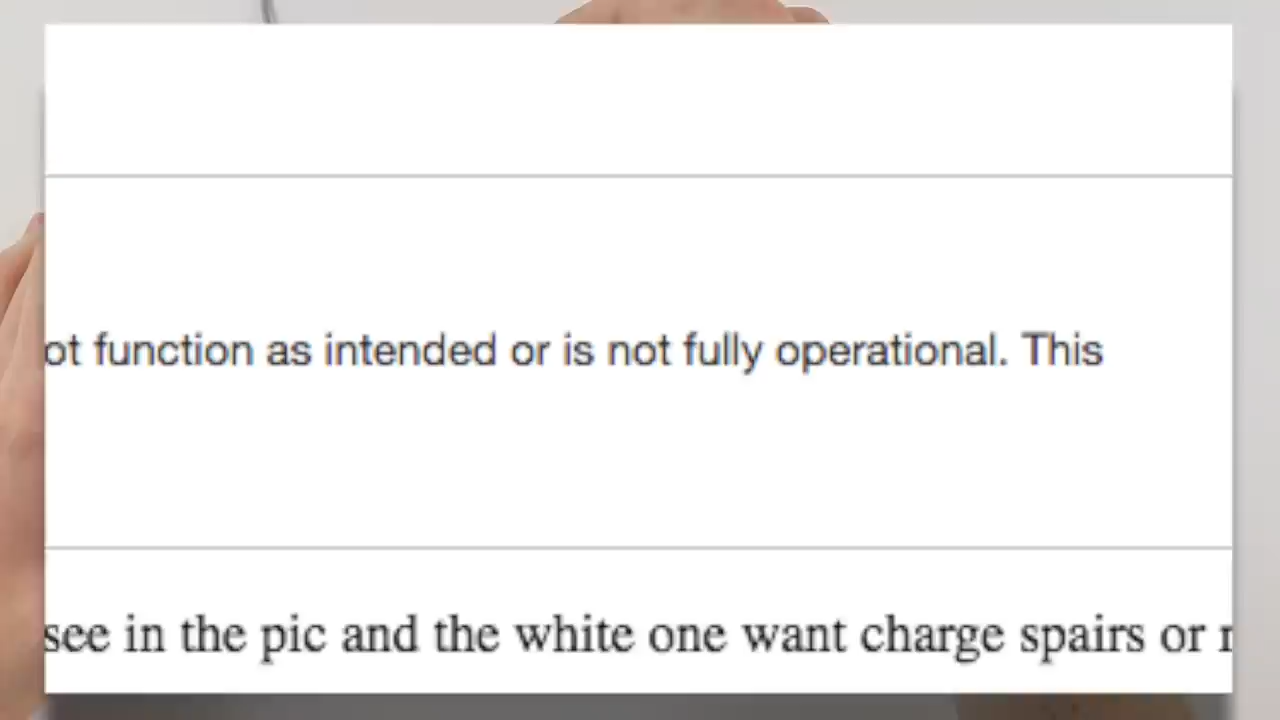 ot function as intended or is not fully operational. This
see in the pic and the white one want charge spairs or